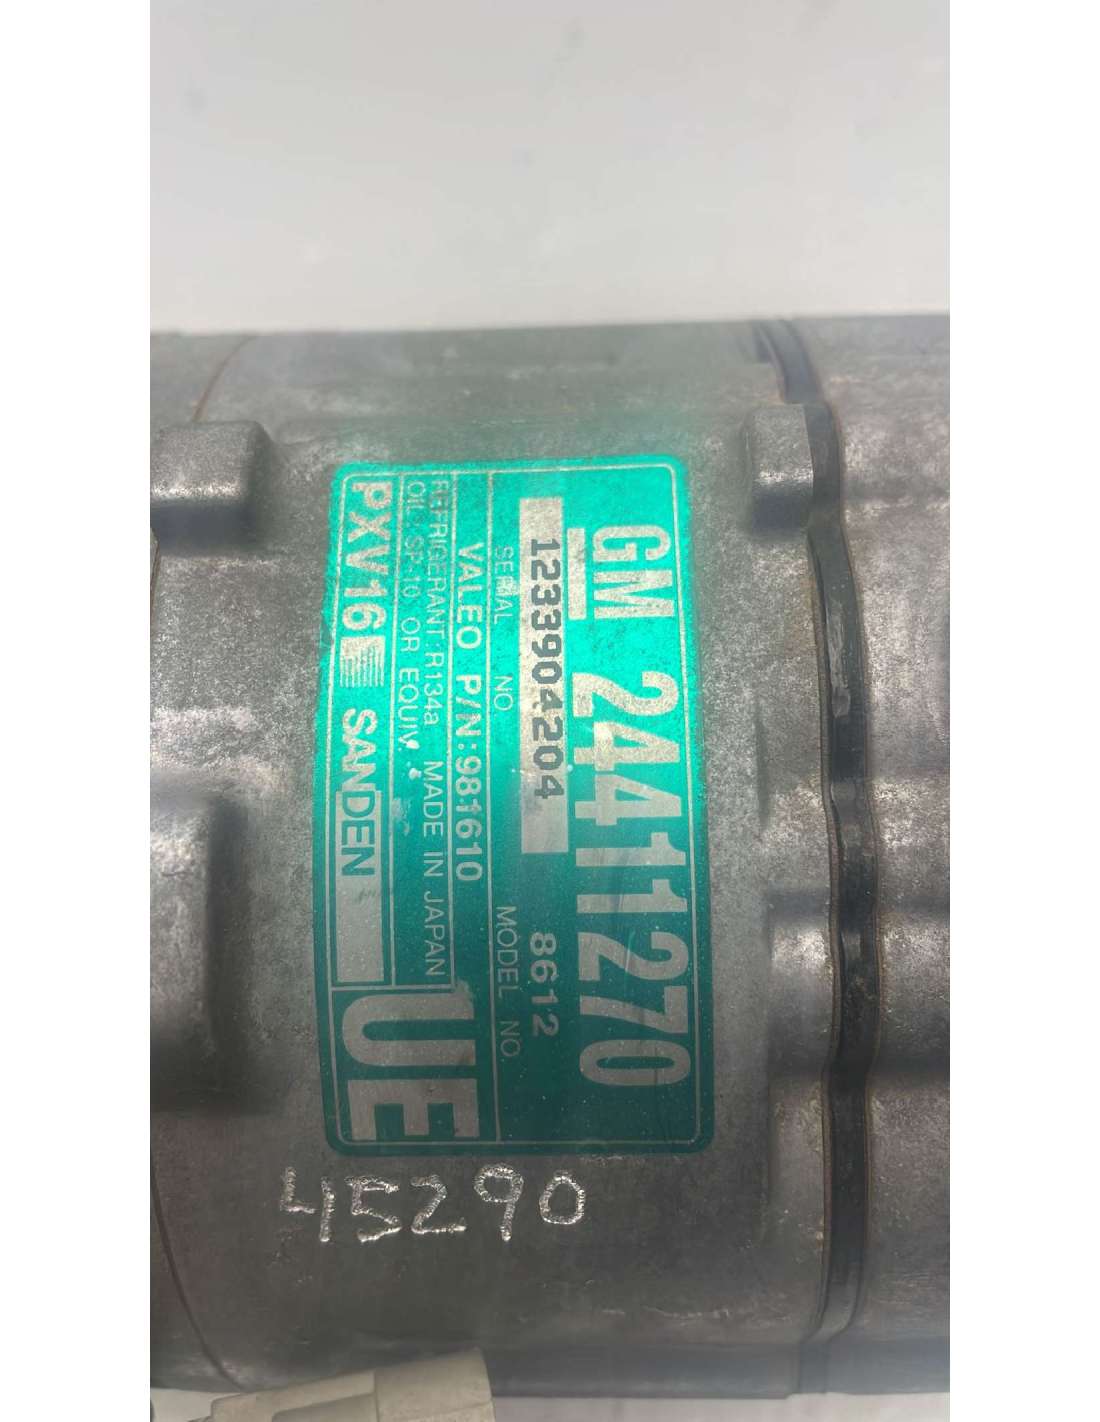 GM 24411270
1233904204 8612
SERIAL NO. MODEL NO.
VALEO P/N:981610
REFRIGERANT:R134a MADE IN JAPAN
OIL:SP-10 OR EQUIV.
PXV16 SANDEN
UE
45290